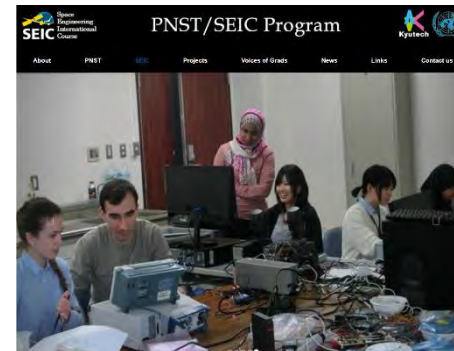 SEIC
Space
Engineering
International
Course
PNST/SEIC Program
Kyutech
About
PNST
SEIC
Projects
Voices of Grads
News
Links
Contact us